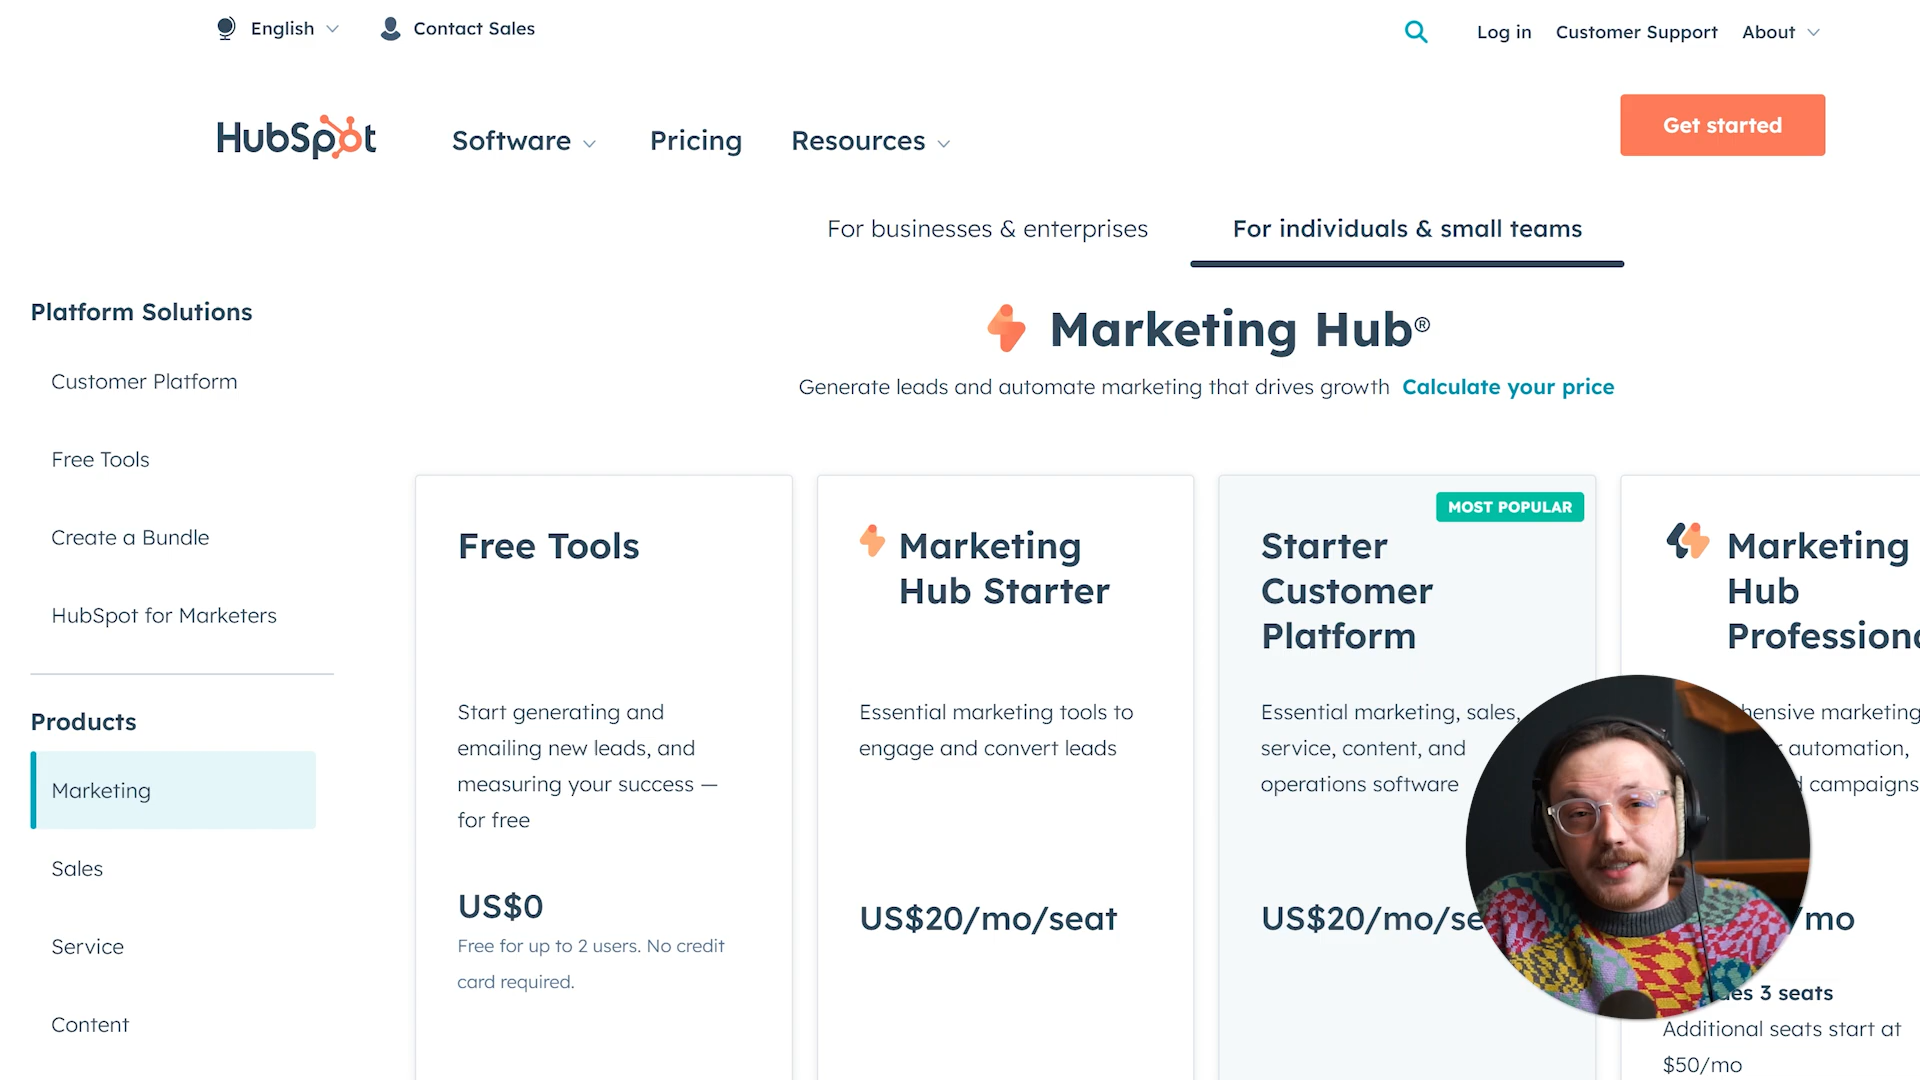 English
Contact Sales
Log in
Customer Support
About
HubSpot
Software
Pricing
Resources
Get started
For businesses & enterprises
For individuals & small teams
Platform Solutions
Customer Platform
Free Tools
Create a Bundle
HubSpot for Marketers
Products
Marketing
Sales
Service
Content
Marketing Hub®
Generate leads and automate marketing that drives growth Calculate your price
Free Tools
Start generating and
emailing new leads, and
measuring your success —
for free
US$0
Free for up to 2 users. No credit
card required.
Marketing
Hub Starter
Essential marketing tools to
engage and convert leads
US$20/mo/seat
MOST POPULAR
Starter
Customer
Platform
Essential marketing, sales,
service, content, and
operations software
US$20/mo/se
Marketing
Hub
Professiona
marketing
automation,
campaigns
/mo
3 seats
Additional seats start at
$50/mo